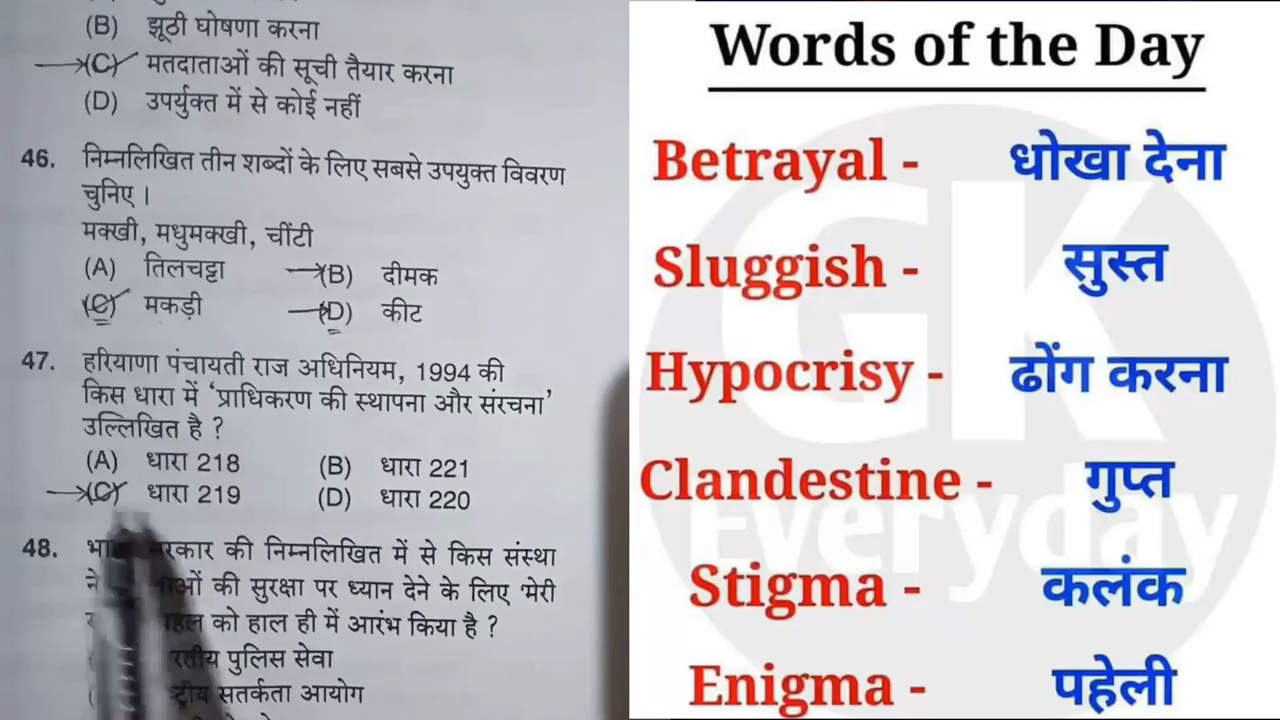 (B) झूठी घोषणा करना
(C) मतदाताओं की सूची तैयार करना
(D) उपर्युक्त में से कोई नहीं
46. निम्नलिखित तीन शब्दों के लिए सबसे उपयुक्त विवरण
चुनिए ।
मक्खी, मधुमक्खी, चींटी
(A) तिलचट्टा (B) दीमक
(C) मकड़ी (D) कीट
47. हरियाणा पंचायती राज अधिनियम, 1994 की
किस धारा में ‘प्राधिकरण की स्थापना और संरचना’
उल्लिखित है ?
(A) धारा 218 (B) धारा 221
(C) धारा 219 (D) धारा 220
48. की निम्नलिखित में से किस संस्था
की सुरक्षा पर ध्यान देने के लिए ‘मेरी
को हाल ही में आरंभ किया है ?
पुलिस सेवा
सतर्कता आयोग
Words of the Day
Betrayal - धोखा देना
Sluggish - सुस्त
Hypocrisy - ढोंग करना
Clandestine - गुप्त
Stigma - कलंक
Enigma - पहेली
GK
Everyday